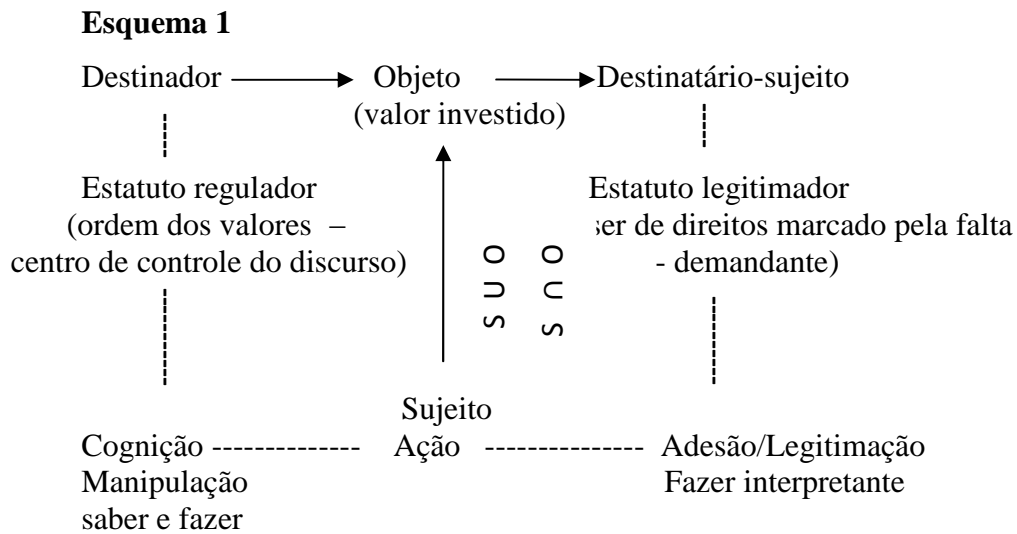 Esquema 1
Destinador → Objeto → Destinatário-sujeito
(valor investido)
Estatuto regulador
(ordem dos valores –
centro de controle do discurso)
S U O
S ∩ O
Estatuto legitimador
ser de direitos marcado pela falta
- demandante)
Sujeito
Cognição -------------- Ação --------------- Adesão/Legitimação
Manipulação
Fazer interpretante
saber e fazer